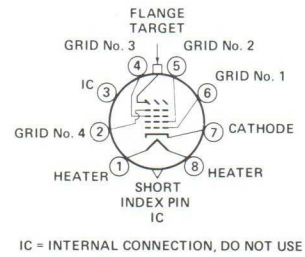 FLANGE
TARGET
GRID No. 3
GRID No. 2
4
5
IC
GRID No. 1
3
6
GRID No. 4
2
7
CATHODE
HEATER
1
8
HEATER
SHORT
INDEX PIN
IC
IC = INTERNAL CONNECTION, DO NOT USE